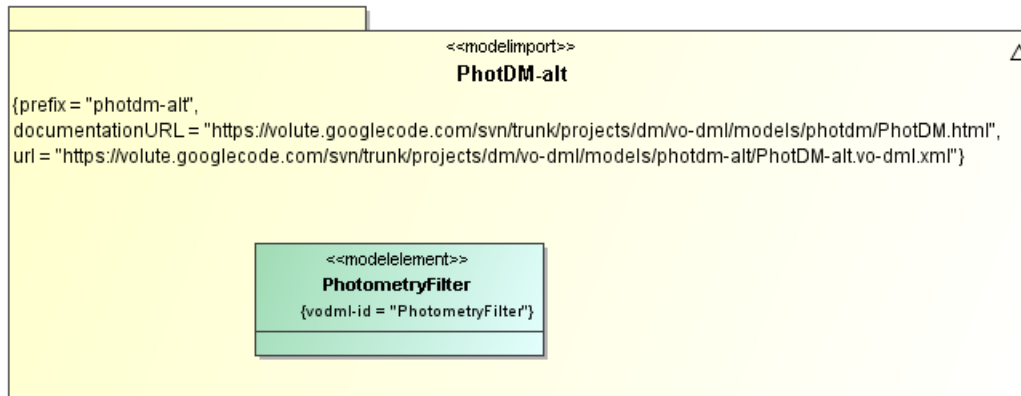 <<modelimport>>
PhotDM-alt
{prefix = "photdm-alt",
documentationURL = "https://volute.googlecode.com/svn/trunk/projects/dm/vo-dml/models/photdm/PhotDM.html",
url = "https://volute.googlecode.com/svn/trunk/projects/dm/vo-dml/models/photdm-alt/PhotDM-alt.vo-dml.xml"}
<<modelelement>>
PhotometryFilter
{vodml-id = "PhotometryFilter"}